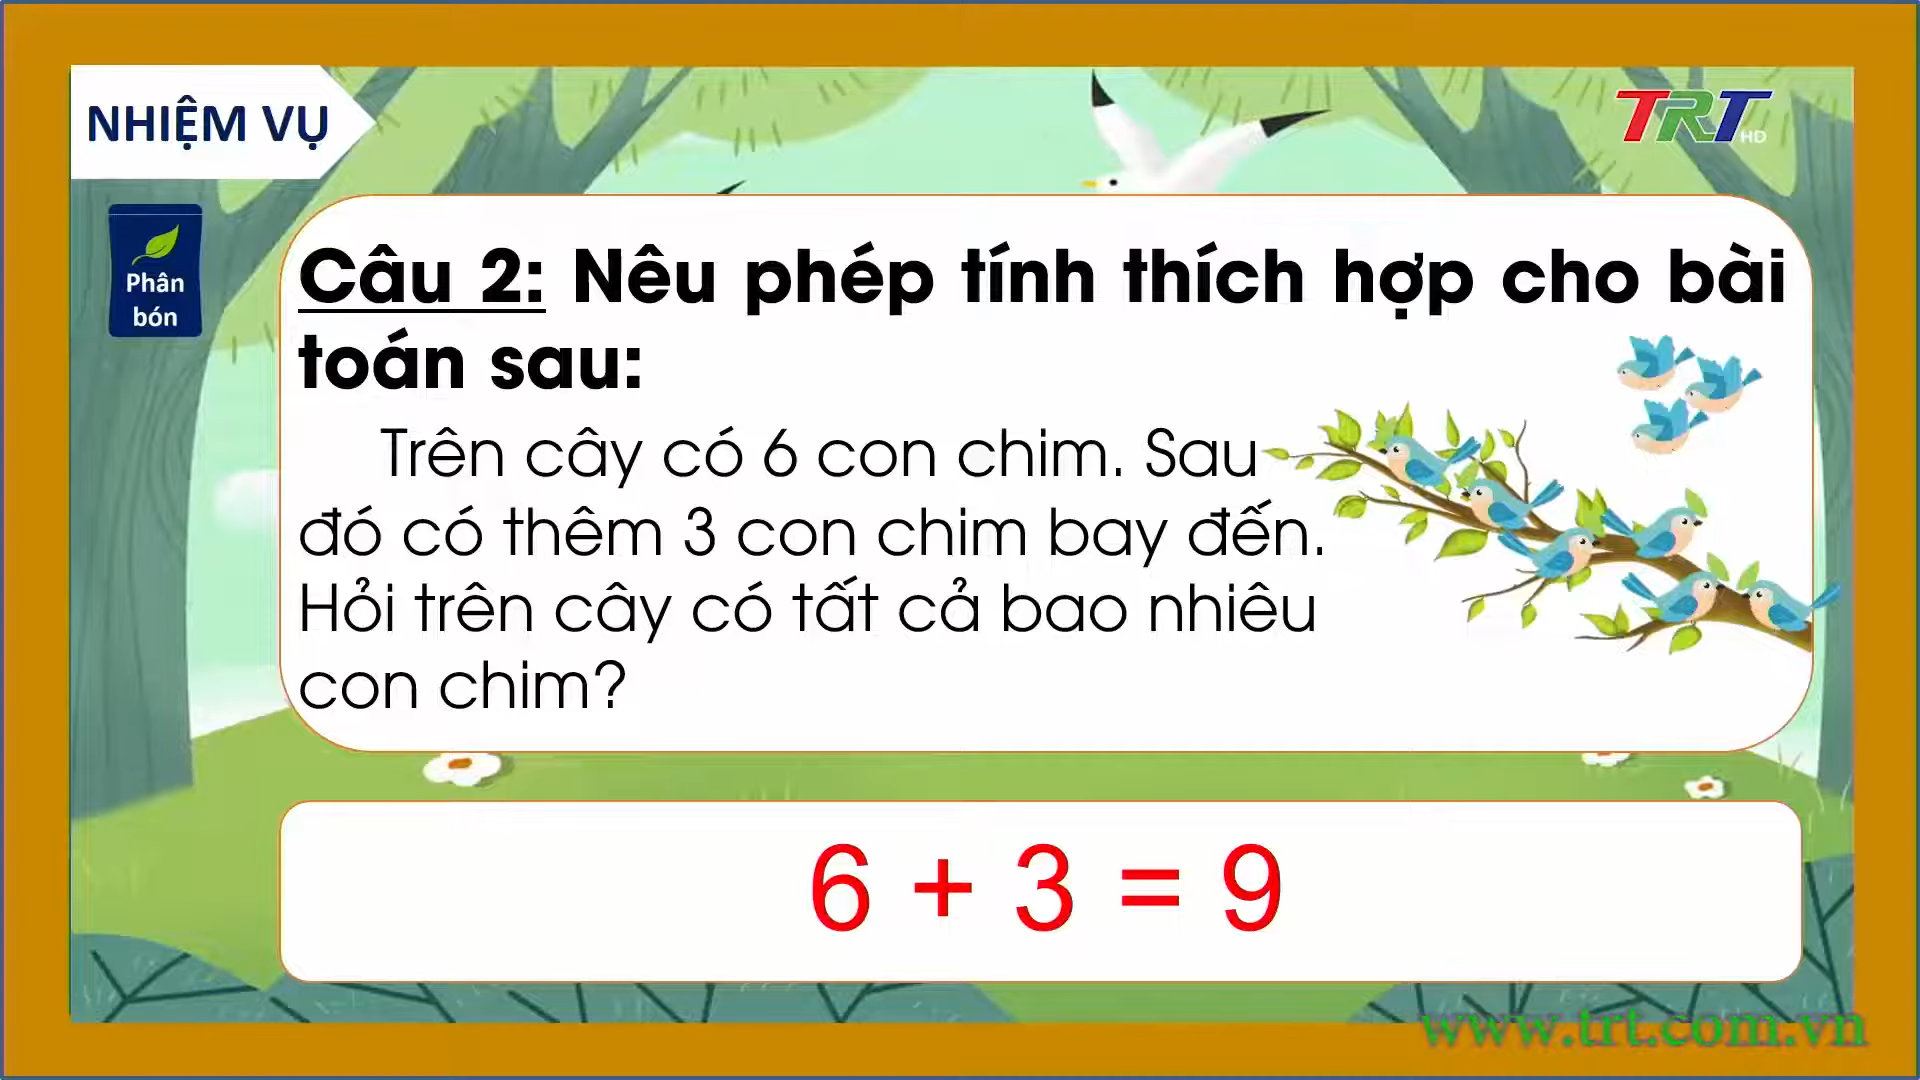 NHIỆM VỤ
TRT HD
Phân
bón
Câu 2: Nêu phép tính thích hợp cho bài
toán sau:
Trên cây có 6 con chim. Sau
đó có thêm 3 con chim bay đến.
Hỏi trên cây có tất cả bao nhiêu
con chim?
6 + 3 = 9
www.trt.com.vn